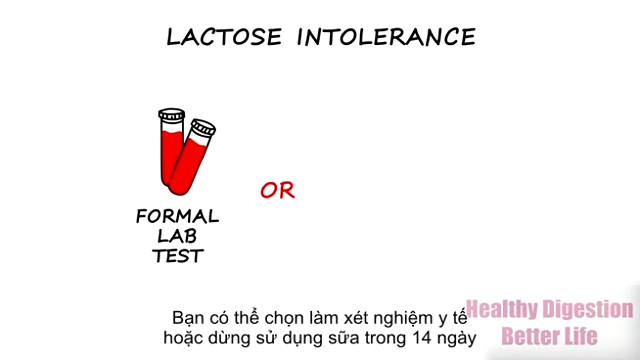 LACTOSE INTOLERANCE
OR
FORMAL
LAB
TEST
Bạn có thể chọn làm xét nghiệm y tế
hoặc dừng sử dụng sữa trong 14 ngày
Healthy Digestion
Better Life